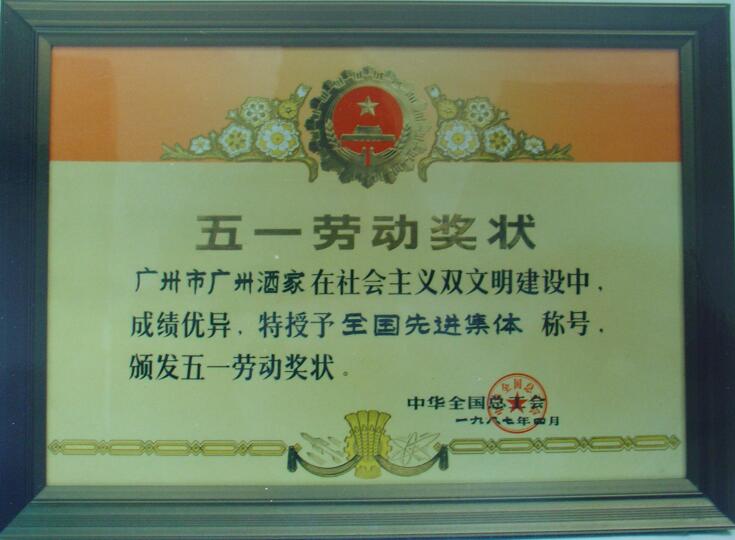 五一劳动奖状
广州市广州酒家在社会主义双文明建设中，
成绩优异，特授予全国先进集体 称号，
颁发五一劳动奖状。
中华全国总工会
一九八七年四月